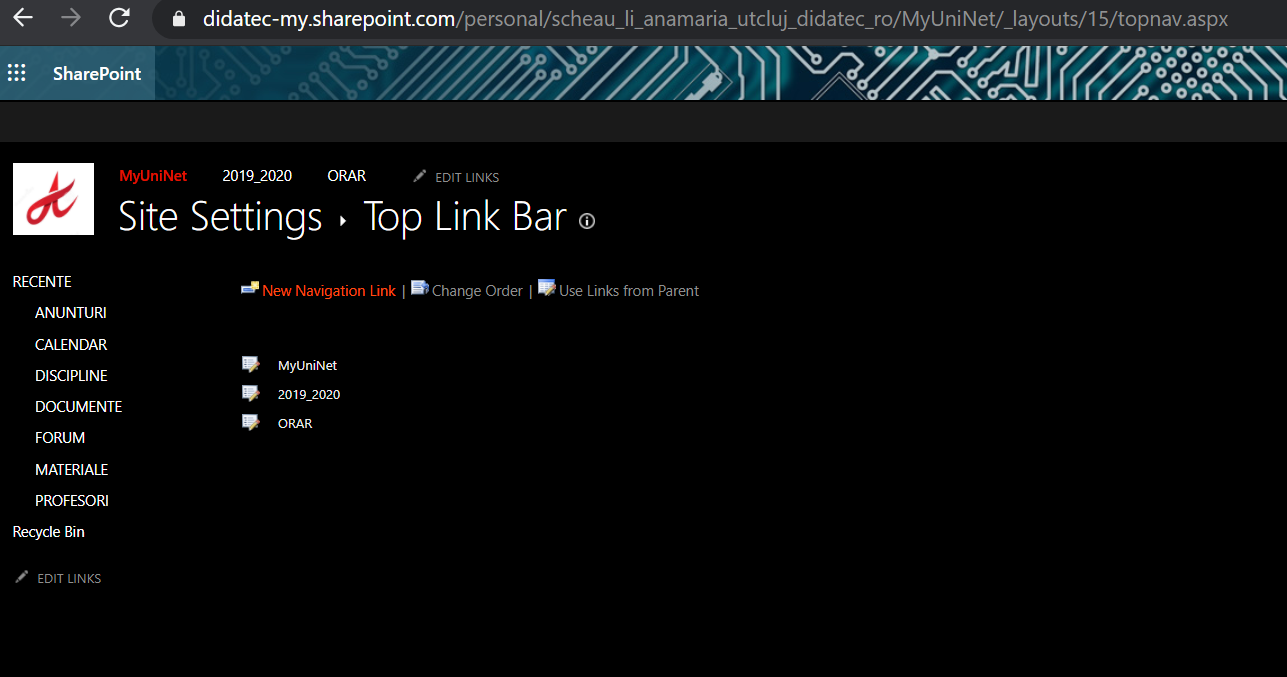 didatec-my.sharepoint.com/personal/scheau_li_anamaria_utcluj_didatec_ro/MyUniNet/_layouts/15/topnav.aspx
SharePoint
MyUniNet 2019_2020 ORAR EDIT LINKS
Site Settings ▸ Top Link Bar
RECENTE
ANUNTURI
CALENDAR
DISCIPLINE
DOCUMENTE
FORUM
MATERIALE
PROFESORI
Recycle Bin
EDIT LINKS
New Navigation Link | Change Order | Use Links from Parent
MyUniNet
2019_2020
ORAR